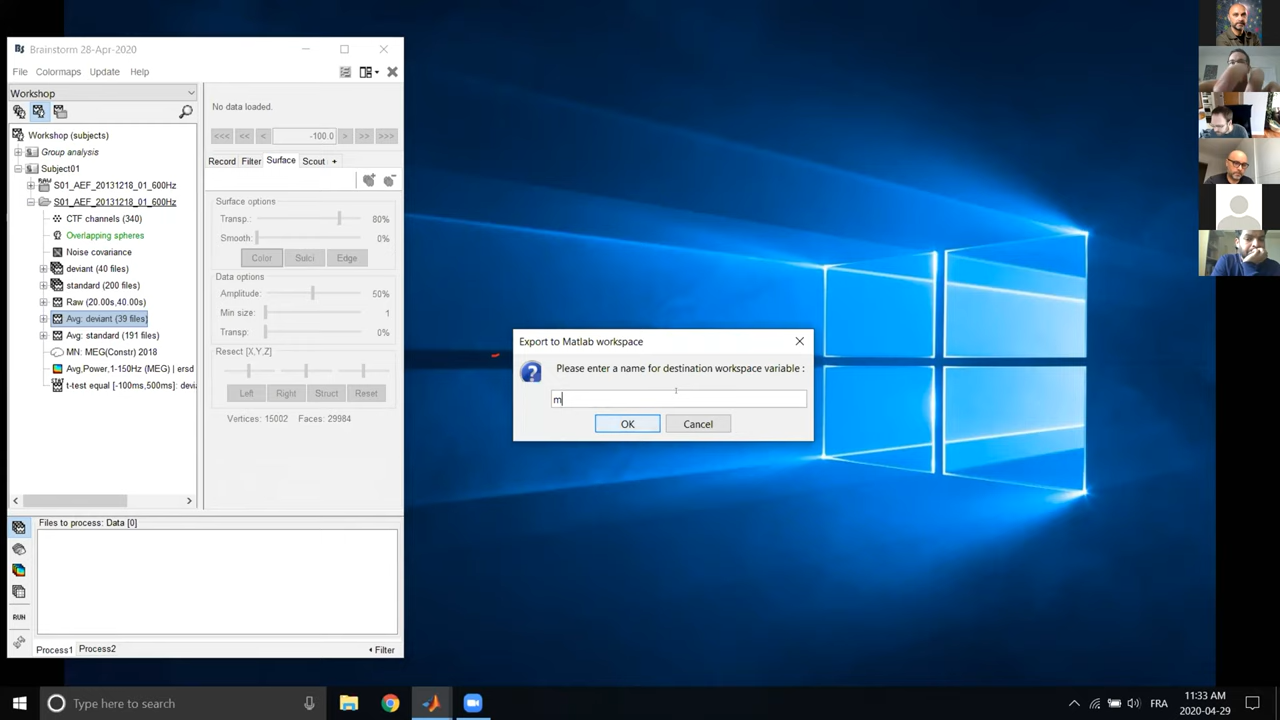 Brainstorm 28-Apr-2020
File Colormaps Update Help
Workshop
Workshop (subjects)
Group analysis
Subject01
S01_AEF_20131218_01_600Hz
S01_AEF_20131218_01_600Hz
CTF channels (340)
Overlapping spheres
Noise covariance
deviant (40 files)
standard (200 files)
Raw (20.00s,40.00s)
Avg: deviant (39 files)
Avg: standard (191 files)
MN: MEG(Constr) 2018
Avg,Power,1-150Hz (MEG) | ersd
t-test equal [-100ms,500ms]: devia
No data loaded.
<<< << < -100.0 > >> >>>
Record Filter Surface Scout +
Surface options
Transp.: 80%
Smooth: 0%
Color Sulci Edge
Data options
Amplitude: 50%
Min size: 1
Transp: 0%
Resect [X,Y,Z]
Left Right Struct Reset
Vertices: 15002 Faces: 29984
Files to process: Data [0]
RUN
Process1 Process2 Filter
Export to Matlab workspace
Please enter a name for destination workspace variable :
m
OK Cancel
Type here to search
FRA
11:33 AM
2020-04-29